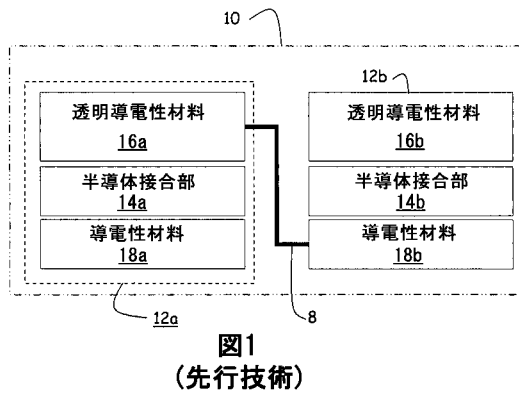 10
12b
透明導電性材料
16a
半導体接合部
14a
導電性材料
18a
透明導電性材料
16b
半導体接合部
14b
導電性材料
18b
12a
8
図1
(先行技術)